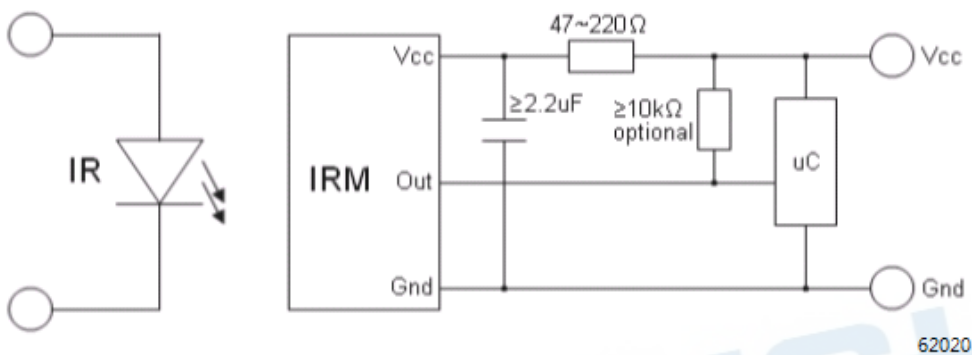 47~220Ω
Vcc
Vcc
≥2.2uF
≥10kΩ
optional
uC
IR
IRM
Out
Gnd
Gnd
62020